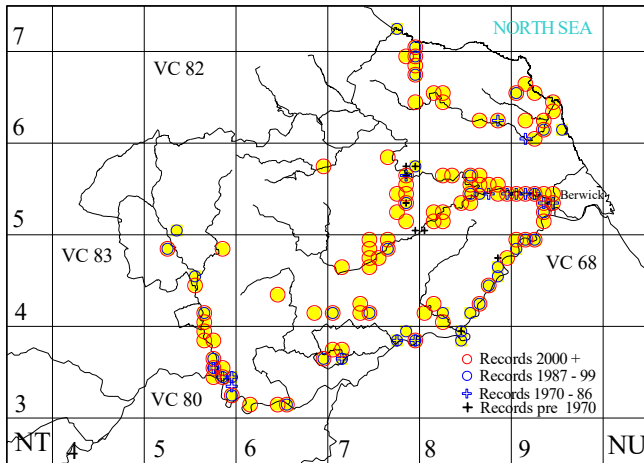 7
NORTH SEA
VC 82
6
Berwick
5
VC 83
VC 68
4
Records 2000 +
Records 1987 - 99
VC 80
Records 1970 - 86
Records pre 1970
3
NT 4 5 6 7 8 9 NU